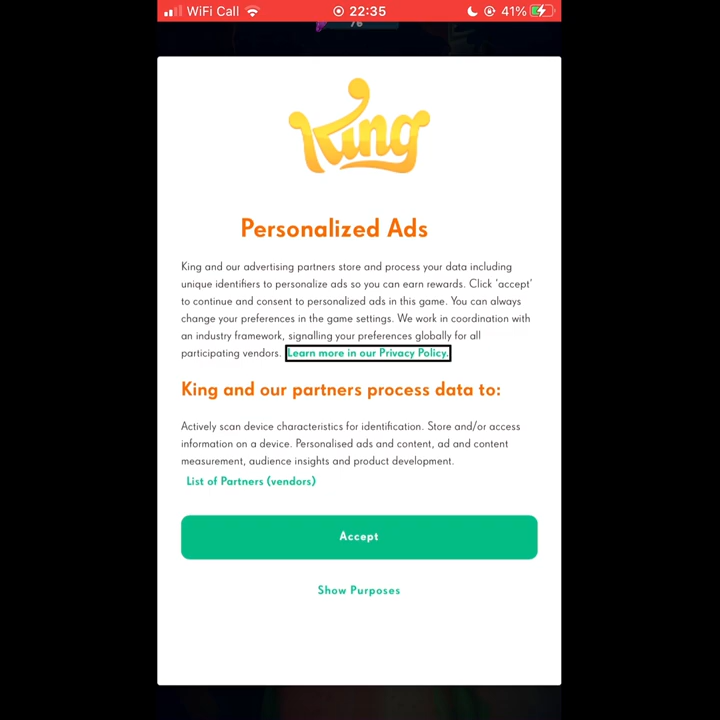 WiFi Call 22:35 41%
76
King
Personalized Ads
King and our advertising partners store and process your data including
unique identifiers to personalize ads so you can earn rewards. Click 'accept'
to continue and consent to personalized ads in this game. You can always
change your preferences in the game settings. We work in coordination with
an industry framework, signalling your preferences globally for all
participating vendors. Learn more in our Privacy Policy.
King and our partners process data to:
Actively scan device characteristics for identification. Store and/or access
information on a device. Personalised ads and content, ad and content
measurement, audience insights and product development.
List of Partners (vendors)
Accept
Show Purposes